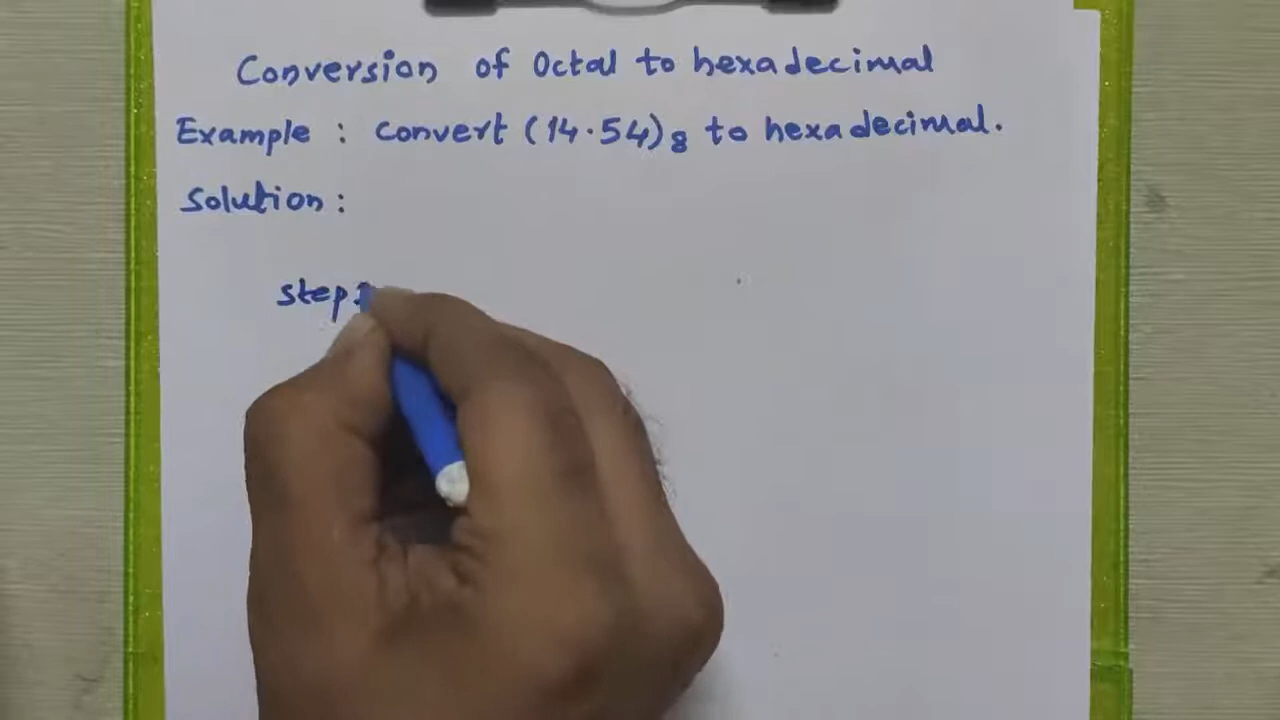 Conversion of Octal to hexadecimal
Example : Convert (14.54)₈ to hexadecimal.
Solution :
Step